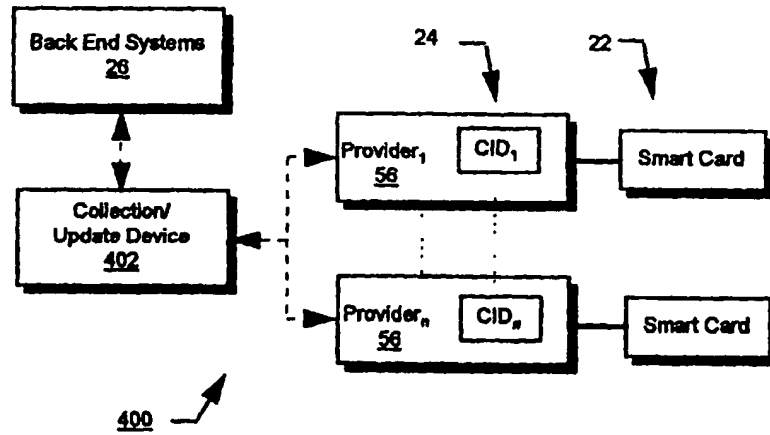 Back End Systems
26
24
22
Provider₁
56
CID₁
Smart Card
Collection/
Update Device
402
Providerₙ
56
CIDₙ
Smart Card
400